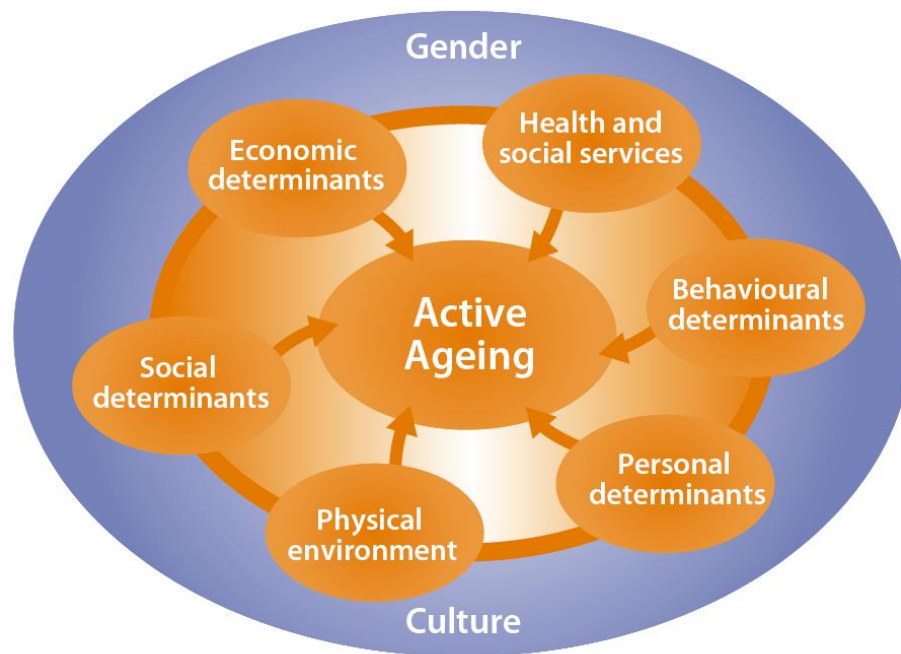 Gender
Economic
determinants
Health and
social services
Behavioural
determinants
Active
Ageing
Social
determinants
Personal
determinants
Physical
environment
Culture